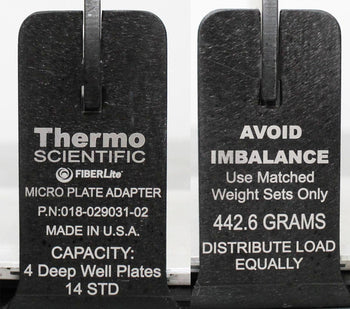 Thermo
SCIENTIFIC
FIBERLite
MICRO PLATE ADAPTER
P.N:018-029031-02
MADE IN U.S.A.
CAPACITY:
4 Deep Well Plates
14 STD
AVOID
IMBALANCE
Use Matched
Weight Sets Only
442.6 GRAMS
DISTRIBUTE LOAD
EQUALLY